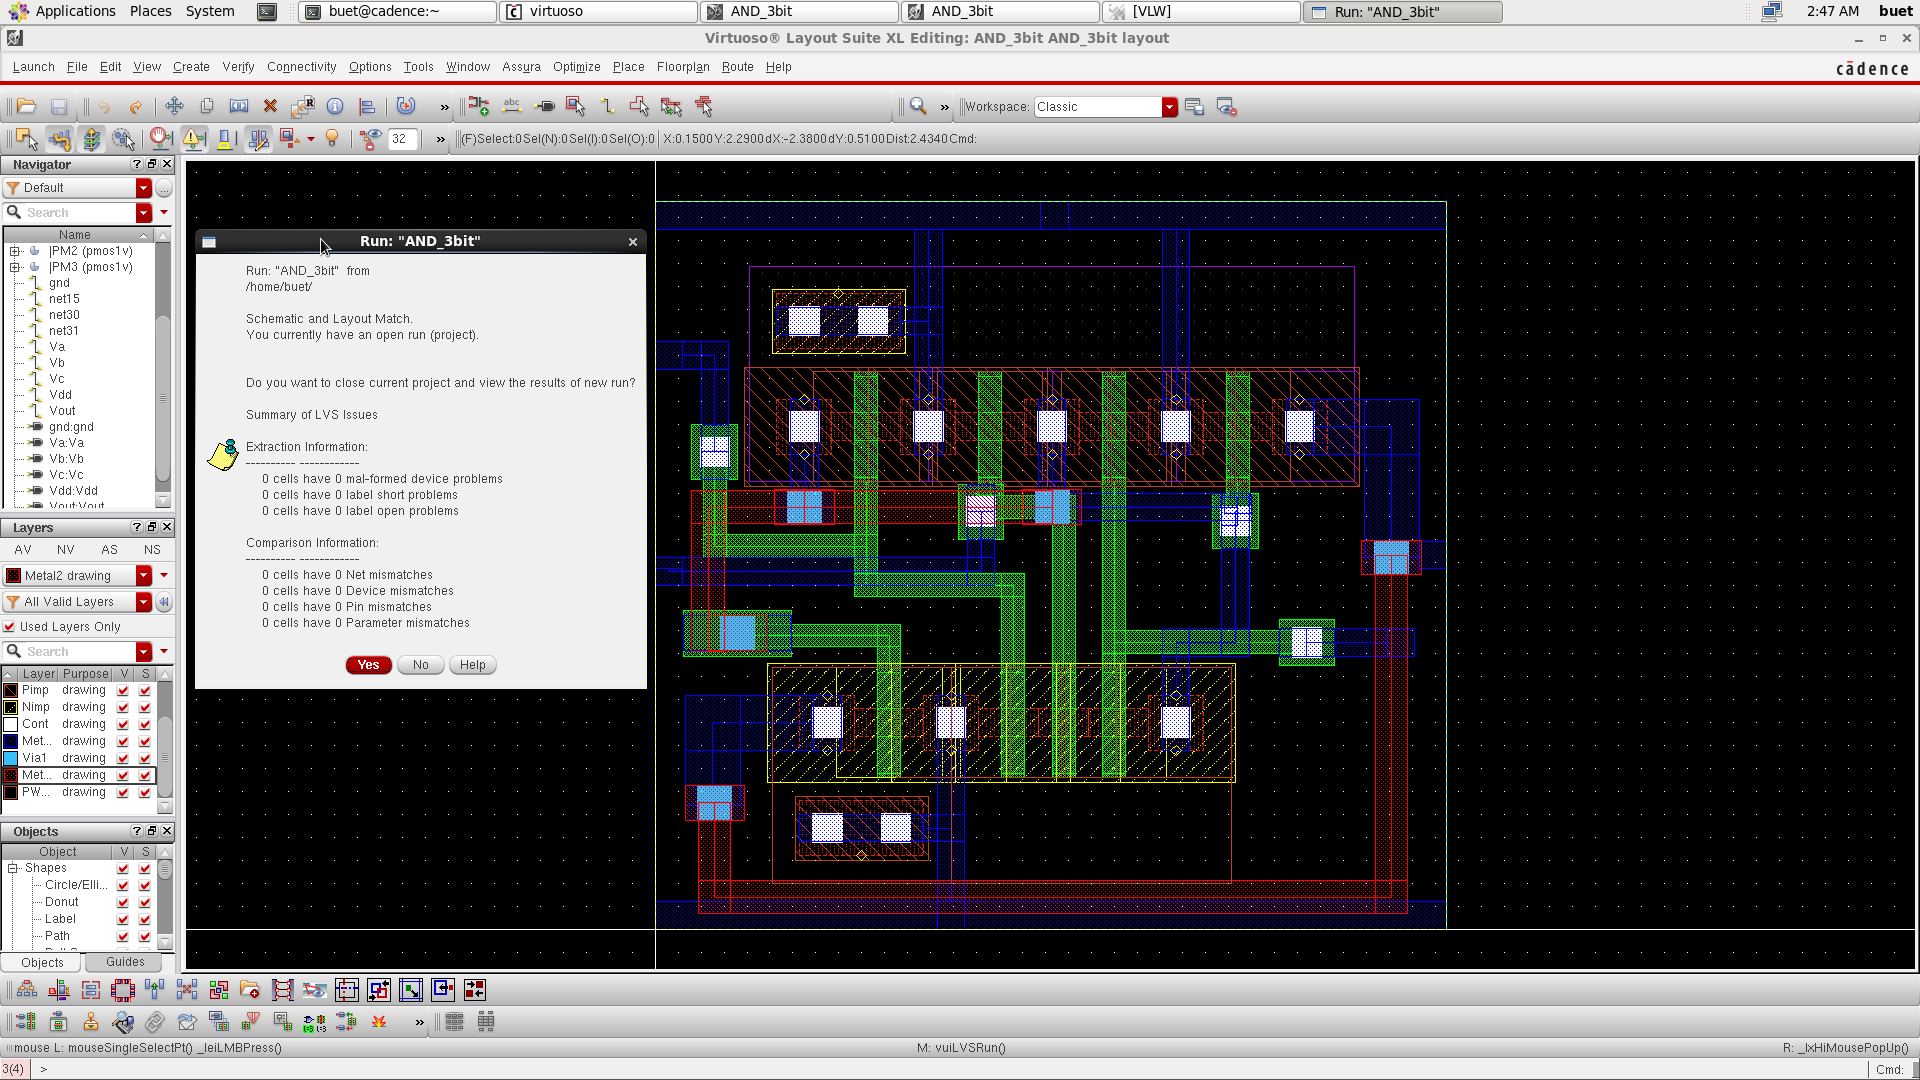 Applications Places System buet@cadence:~ virtuoso AND_3bit AND_3bit [VLW] Run: "AND_3bit" 2:47 AM buet
Virtuoso® Layout Suite XL Editing: AND_3bit AND_3bit layout
Launch File Edit View Create Verify Connectivity Options Tools Window Assura Optimize Place Floorplan Route Help cādence
abc R » » Workspace: Classic
32 » (F)Select:0 Sel(N):0 Sel(I):0 Sel(O):0 X:0.1500 Y:2.2900 dX:-2.3800 dY:0.5100 Dist:2.4340 Cmd:
Navigator
Default
Search
Name
|PM2 (pmos1v)
|PM3 (pmos1v)
gnd
net15
net30
net31
Va
Vb
Vc
Vdd
Vout
gnd:gnd
Va:Va
Vb:Vb
Vc:Vc
Vdd:Vdd
Vout:Vout
Layers
AV NV AS NS
Metal2 drawing
All Valid Layers
Used Layers Only
Search
Layer Purpose V S
Pimp drawing
Nimp drawing
Cont drawing
Met... drawing
Via1 drawing
Met... drawing
PW... drawing
Objects
Object V S
Shapes
Circle/Elli...
Donut
Label
Path
Objects Guides
Run: "AND_3bit"
Run: "AND_3bit" from
/home/buet/
Schematic and Layout Match.
You currently have an open run (project).
Do you want to close current project and view the results of new run?
Summary of LVS Issues
Extraction Information:
---------- ------------
0 cells have 0 mal-formed device problems
0 cells have 0 label short problems
0 cells have 0 label open problems
Comparison Information:
---------- ------------
0 cells have 0 Net mismatches
0 cells have 0 Device mismatches
0 cells have 0 Pin mismatches
0 cells have 0 Parameter mismatches
Yes No Help
»
mouse L: mouseSingleSelectPt() _leiLMBPress() M: vuiLVSRun() R: _lxHiMousePopUp()
3(4) > Cmd: